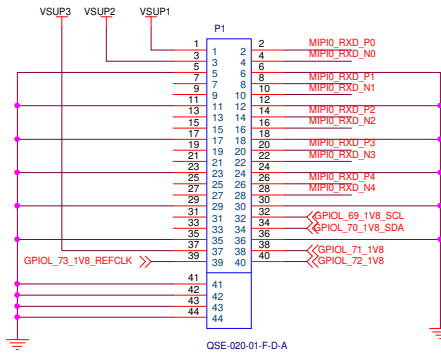 VSUP3 VSUP2 VSUP1
P1
1 1 2 2 MIPI0_RXD_P0
3 3 4 4 MIPI0_RXD_N0
5 5 6 6
7 7 8 8 MIPI0_RXD_P1
9 9 10 10 MIPI0_RXD_N1
11 11 12 12
13 13 14 14 MIPI0_RXD_P2
15 15 16 16 MIPI0_RXD_N2
17 17 18 18
19 19 20 20 MIPI0_RXD_P3
21 21 22 22 MIPI0_RXD_N3
23 23 24 24
25 25 26 26 MIPI0_RXD_P4
27 27 28 28 MIPI0_RXD_N4
29 29 30 30
31 31 32 32 GPIOL_69_1V8_SCL
33 33 34 34 GPIOL_70_1V8_SDA
35 35 36 36
37 37 38 38 GPIOL_71_1V8
GPIOL_73_1V8_REFCLK 39 39 40 40 GPIOL_72_1V8
41 41
42 42
43 43
44 44
QSE-020-01-F-D-A